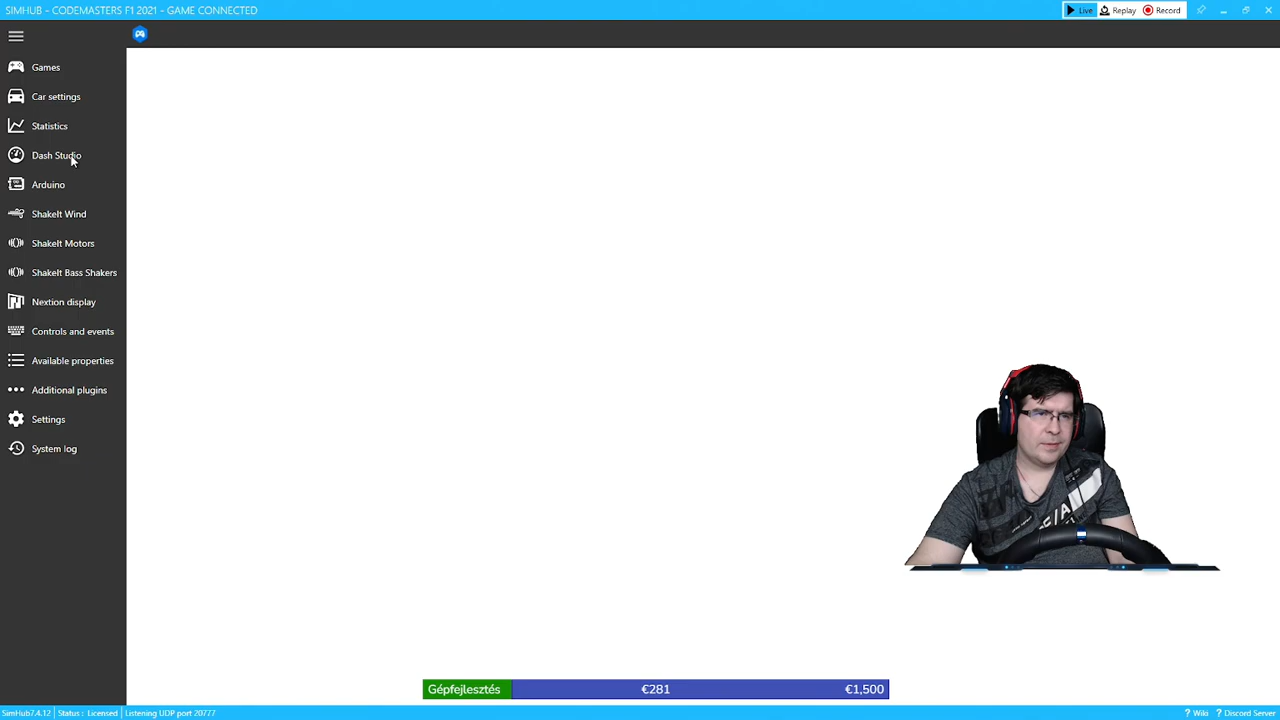 SIMHUB - CODEMASTERS F1 2021 - GAME CONNECTED
Live
Replay
Record
Games
Car settings
Statistics
Dash Studio
Arduino
ShakeIt Wind
ShakeIt Motors
ShakeIt Bass Shakers
Nextion display
Controls and events
Available properties
Additional plugins
Settings
System log
Gépfejlesztés €281 €1,500
SimHub7.4.12 Status : Licensed Listening UDP port 20777
? Wiki ? Discord Server